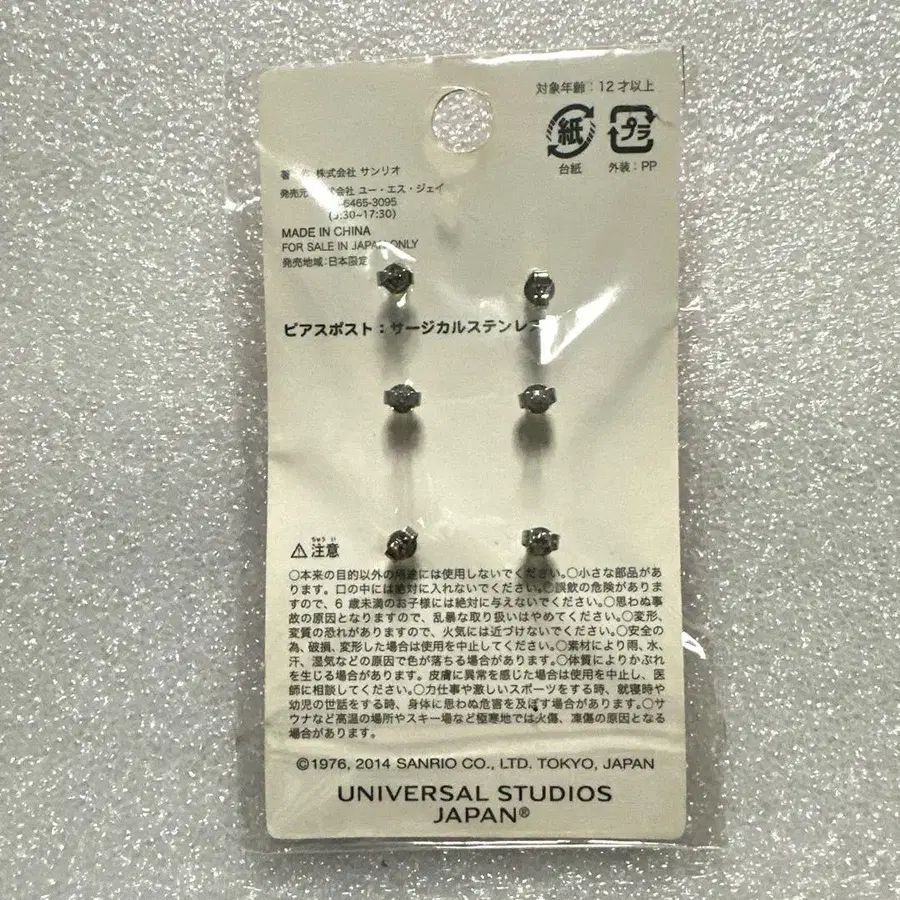 対象年齢：12才以上
紙
プラ
台紙 外装：PP
著 作 株式会社 サンリオ
発売元 式会社 ユー・エス・ジェイ
-6465-3095
:30~17:30)
MADE IN CHINA
FOR SALE IN JAPAN ONLY
発売地域：日本限定
ピアスポスト：サージカルステンレス
ちゅう い
⚠注意
○本来の目的以外の用途には使用しないでください。○小さな部品があ
ります。口の中には絶対に入れないでください。○誤飲の危険がありま
すので、6 歳未満のお子様には絶対に与えないでください。○思わぬ事
故の原因となりますので、乱暴な取り扱いはやめてください。○変形、
変質の恐れがありますので、火気には近づけないでください。○安全の
為、破損、変形した場合は使用を中止してください。○素材により雨、水、
汗、湿気などの原因で色が落ちる場合があります。○体質によりかぶれ
を生じる場合があります。皮膚に異常を感じた場合は使用を中止し、医
師に相談してください。○力仕事や激しいスポーツをする時、就寝時や
幼児の世話をする時、身体に思わぬ危害を及ぼす場合があります。○サ
ウナなど高温の場所やスキー場など極寒地では火傷、凍傷の原因となる
場合があります。
©1976, 2014 SANRIO CO., LTD. TOKYO, JAPAN
UNIVERSAL STUDIOS
JAPAN®